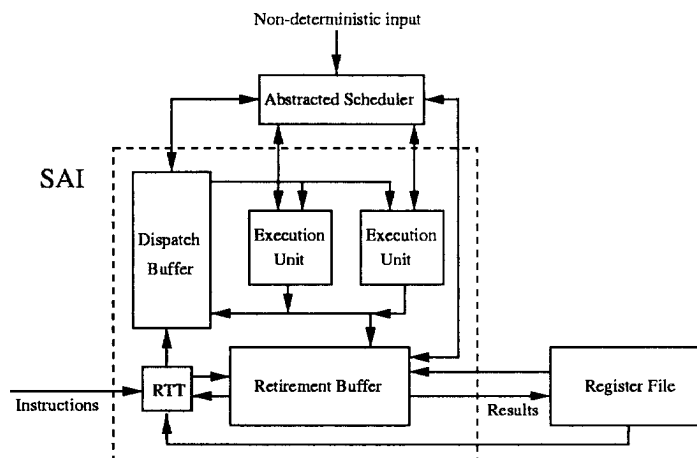 Non-deterministic input
Abstracted Scheduler
SAI
Dispatch
Buffer
Execution
Unit
Execution
Unit
RTT
Retirement Buffer
Register File
Instructions
Results